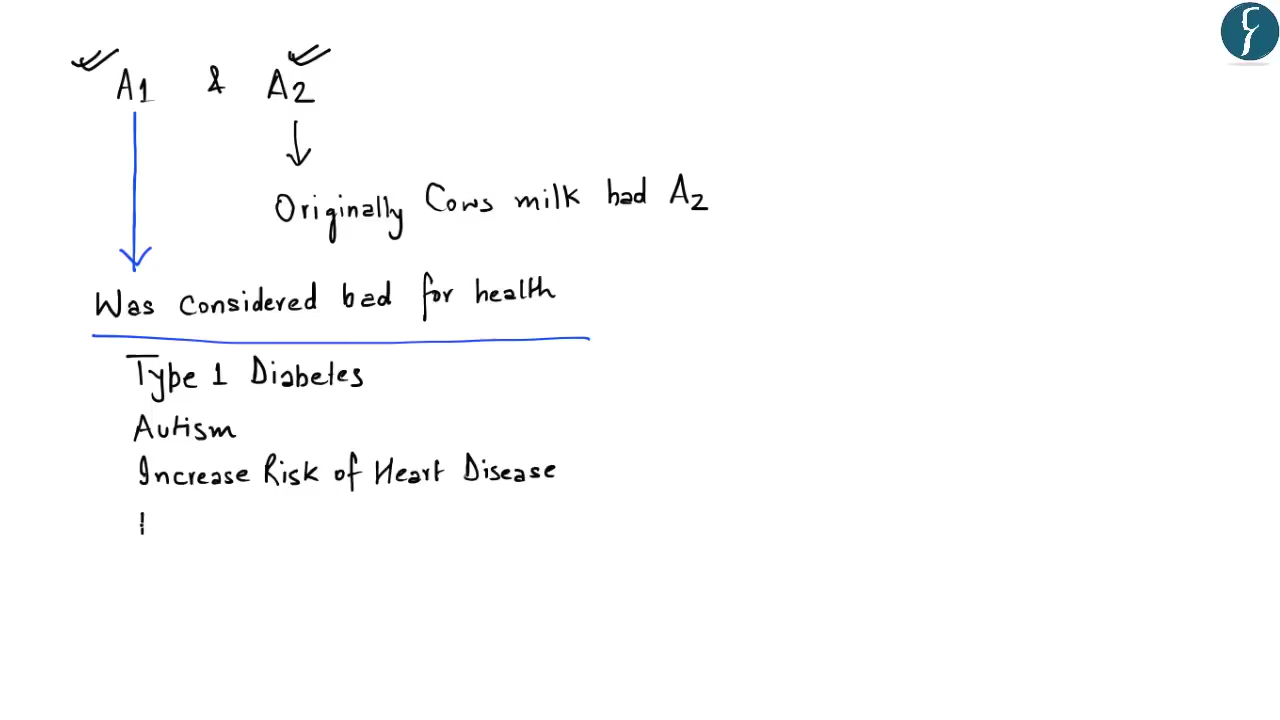 A1 & A2
Originally Cows milk had A2
Was Considered bad for health
Type 1 Diabetes
Autism
Increase Risk of Heart Disease